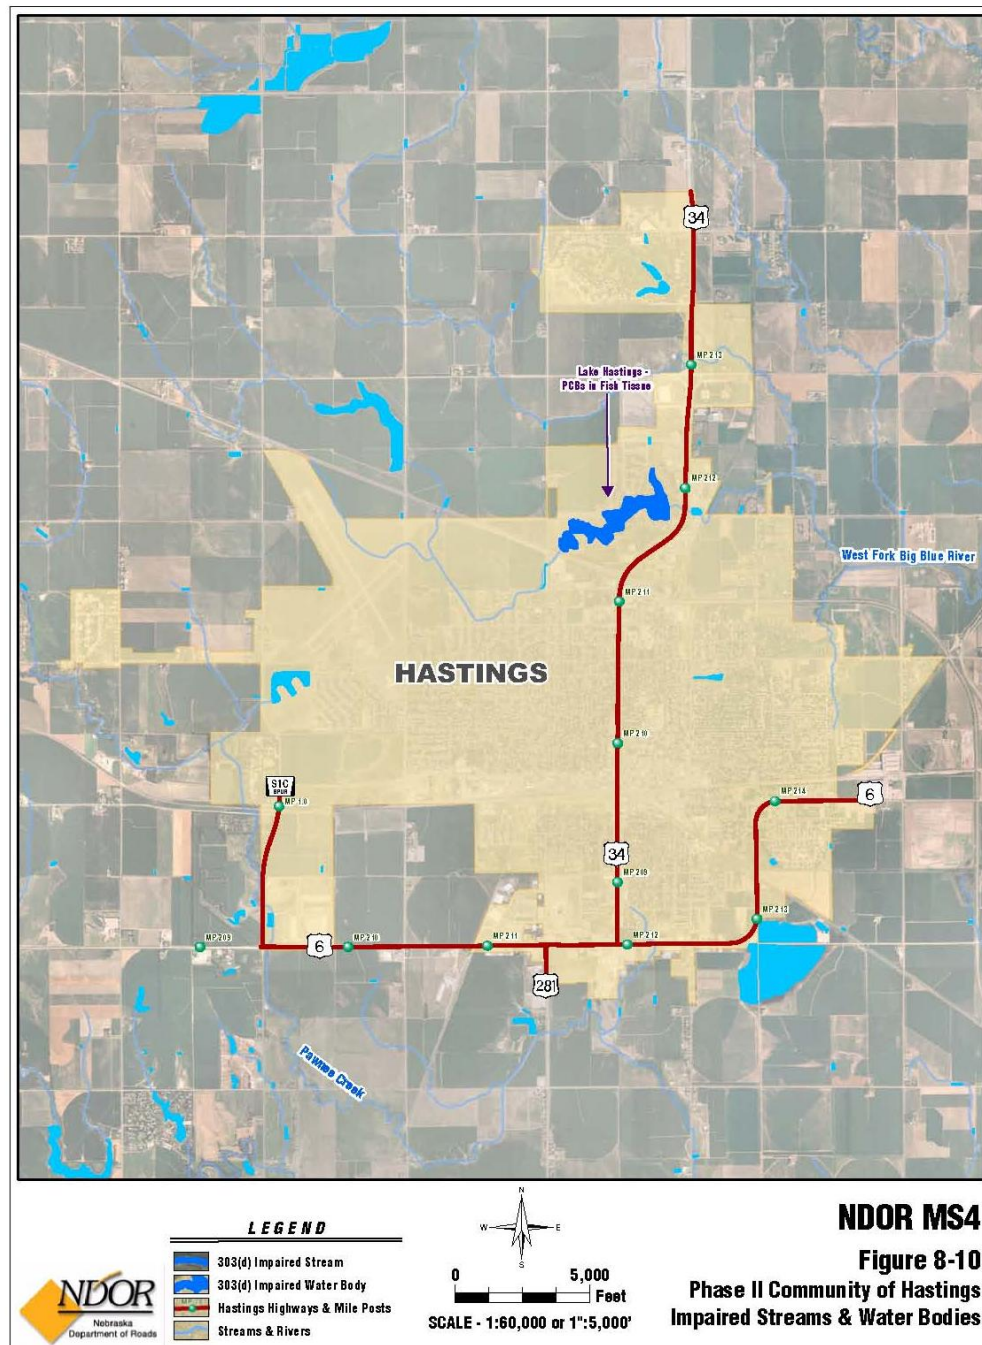 34
MP 213
Lake Hastings -
PCBs in Fish Tissue
MP 212
West Fork Big Blue River
MP 211
HASTINGS
MP 210
S1C
SPUR
MP 1.0
MP 214
6
34
MP 209
MP 213
MP 209
6
MP 210
MP 211
MP 212
281
Pawnee Creek
LEGEND
303(d) Impaired Stream
303(d) Impaired Water Body
Hastings Highways & Mile Posts
Streams & Rivers
NDOR
Nebraska
Department of Roads
N
W
E
S
0 5,000
Feet
SCALE - 1:60,000 or 1":5,000'
NDOR MS4
Figure 8-10
Phase II Community of Hastings
Impaired Streams & Water Bodies